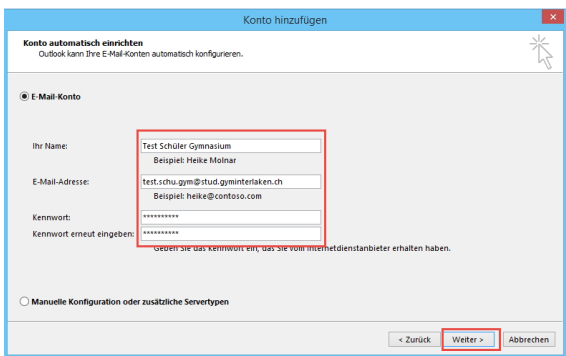 Konto hinzufügen
Konto automatisch einrichten
Outlook kann Ihre E-Mail-Konten automatisch konfigurieren.
E-Mail-Konto
Ihr Name: Test Schüler Gymnasium
Beispiel: Heike Molnar
E-Mail-Adresse: test.schu.gym@stud.gyminterlaken.ch
Beispiel: heike@contoso.com
Kennwort: **********
Kennwort erneut eingeben: **********
Geben Sie das Kennwort ein, das Sie vom Internetdienstanbieter erhalten haben.
Manuelle Konfiguration oder zusätzliche Servertypen
< Zurück Weiter > Abbrechen